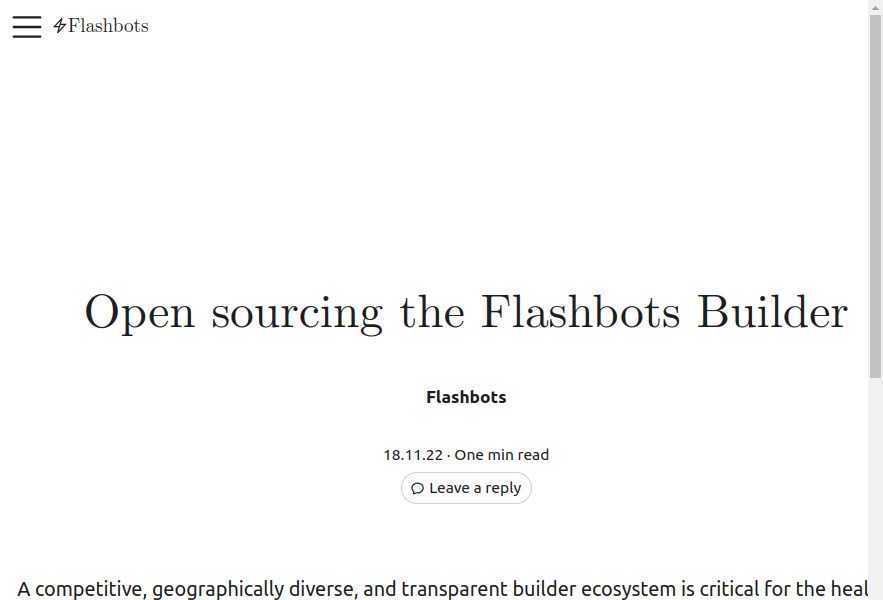 Flashbots
Open sourcing the Flashbots Builder
Flashbots
18.11.22 · One min read
Leave a reply
A competitive, geographically diverse, and transparent builder ecosystem is critical for the heal